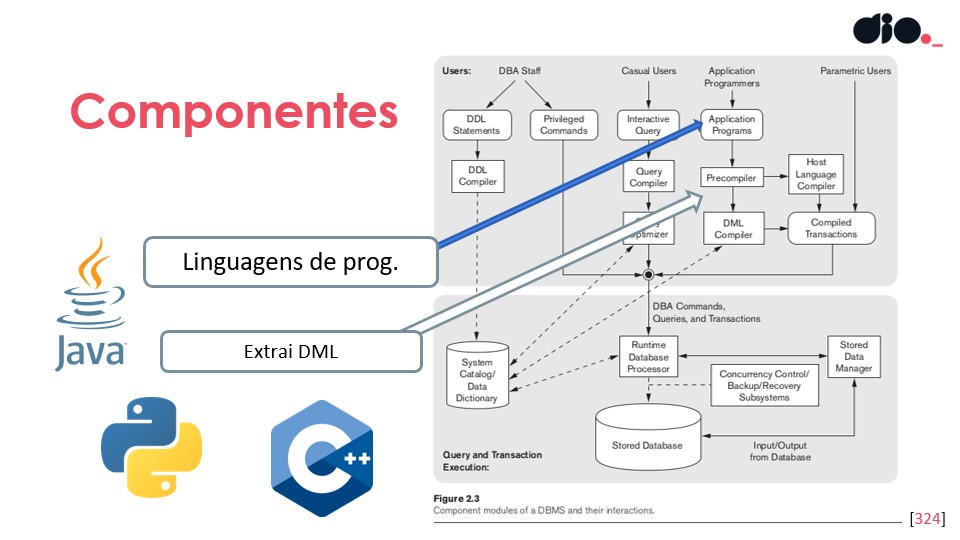 dio._
Componentes
Linguagens de prog.
Extrai DML
Java
C++
Users:
DBA Staff
Casual Users
Application
Programmers
Parametric Users
DDL
Statements
Privileged
Commands
Interactive
Query
Application
Programs
DDL
Compiler
Query
Compiler
Precompiler
Host
Language
Compiler
DML
Compiler
Compiled
Transactions
DBA Commands,
Queries, and Transactions
System
Catalog/
Data
Dictionary
Runtime
Database
Processor
Stored
Data
Manager
Concurrency Control/
Backup/Recovery
Subsystems
Stored Database
Input/Output
from Database
Query and Transaction
Execution:
Figure 2.3
Component modules of a DBMS and their interactions.
[324]